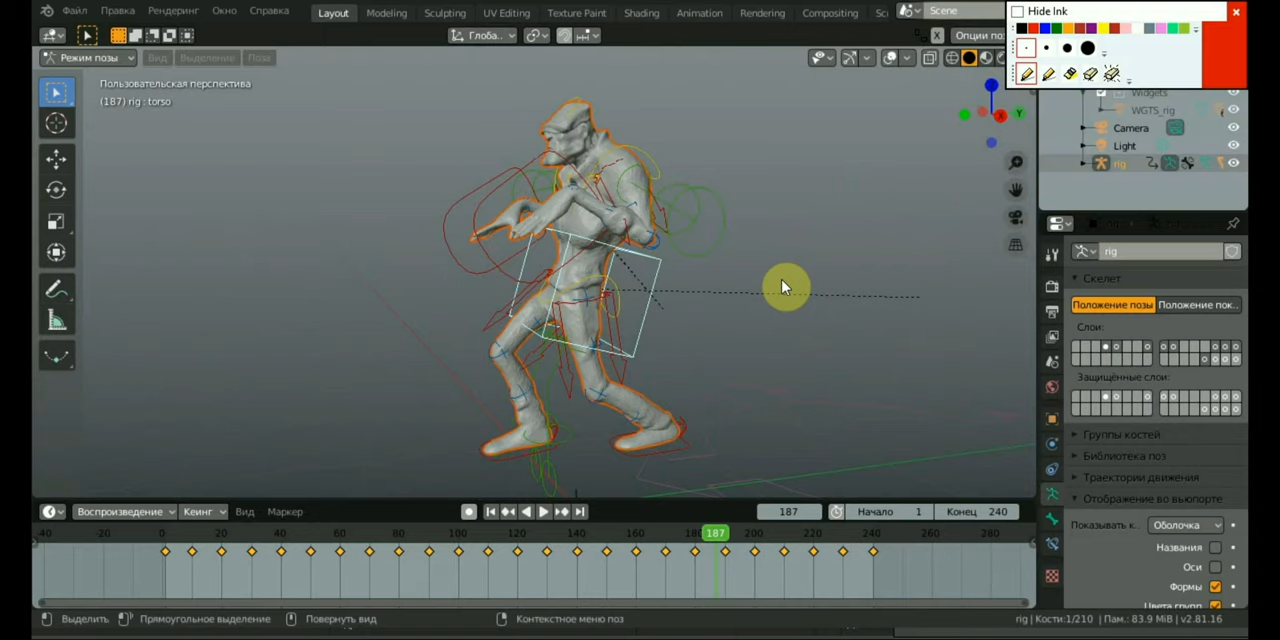 Файл Правка Рендеринг Окно Справка Layout Modeling Sculpting UV Editing Texture Paint Shading Animation Rendering Compositing Sc Scene
Hide Ink
Глоба... Опции поз
Режим позы Вид Выделение Поза
Пользовательская перспектива
(187) rig : torso
Z
Y
X
Widgets
WGTS_rig
Camera
Light
rig
rig
Скелет
Положение позы Положение пок...
Слои:
Защищённые слои:
Группы костей
Библиотека поз
Траектории движения
Отображение во вьюпорте
Показывать к... Оболочка
Названия
Оси
Формы
Цвета групп
Воспроизведение Кеинг Вид Маркер 187 Начало 1 Конец 240
-40 -20 0 20 40 60 80 100 120 140 160 180 187 200 220 240 260 280
Выделить Прямоугольное выделение Повернуть вид Контекстное меню поз rig | Кости:1/210 | Пам.: 83.9 MiB | v2.81.16